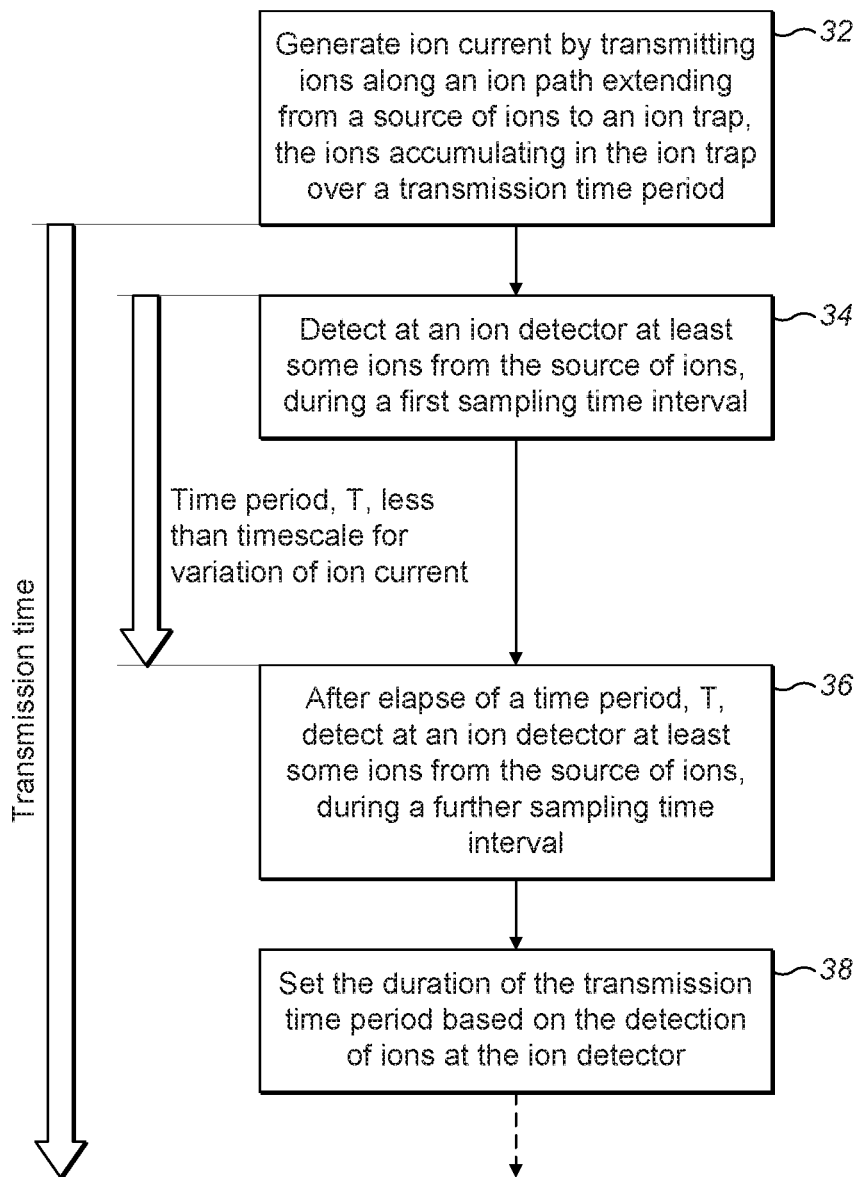 32
Generate ion current by transmitting
ions along an ion path extending
from a source of ions to an ion trap,
the ions accumulating in the ion trap
over a transmission time period
34
Detect at an ion detector at least
some ions from the source of ions,
during a first sampling time interval
Time period, T, less
than timescale for
variation of ion current
Transmission time
36
After elapse of a time period, T,
detect at an ion detector at least
some ions from the source of ions,
during a further sampling time
interval
38
Set the duration of the transmission
time period based on the detection
of ions at the ion detector